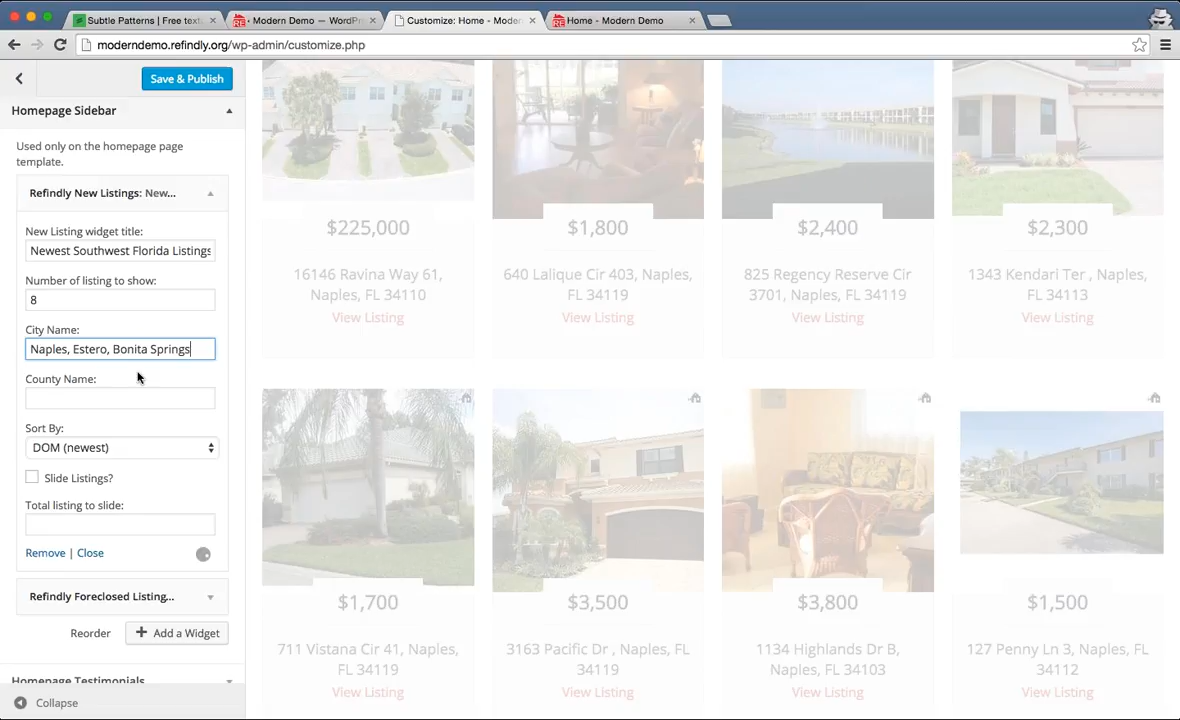 Subtle Patterns | Free text
Modern Demo — WordPr
Customize: Home - Modern
Home - Modern Demo
moderndemo.refindly.org/wp-admin/customize.php
Save & Publish
Homepage Sidebar
Used only on the homepage page
template.
Refindly New Listings: New...
New Listing widget title:
Newest Southwest Florida Listings
Number of listing to show:
8
City Name:
Naples, Estero, Bonita Springs
County Name:
Sort By:
DOM (newest)
Slide Listings?
Total listing to slide:
Remove | Close
Refindly Foreclosed Listing...
Reorder
Add a Widget
Homepage Testimonials
Collapse
$225,000
16146 Ravina Way 61,
Naples, FL 34110
View Listing
$1,800
640 Lalique Cir 403, Naples,
FL 34119
View Listing
$2,400
825 Regency Reserve Cir
3701, Naples, FL 34119
View Listing
$2,300
1343 Kendari Ter , Naples,
FL 34113
View Listing
$1,700
711 Vistana Cir 41, Naples,
FL 34119
View Listing
$3,500
3163 Pacific Dr , Naples, FL
34119
View Listing
$3,800
1134 Highlands Dr B,
Naples, FL 34103
View Listing
$1,500
127 Penny Ln 3, Naples, FL
34112
View Listing